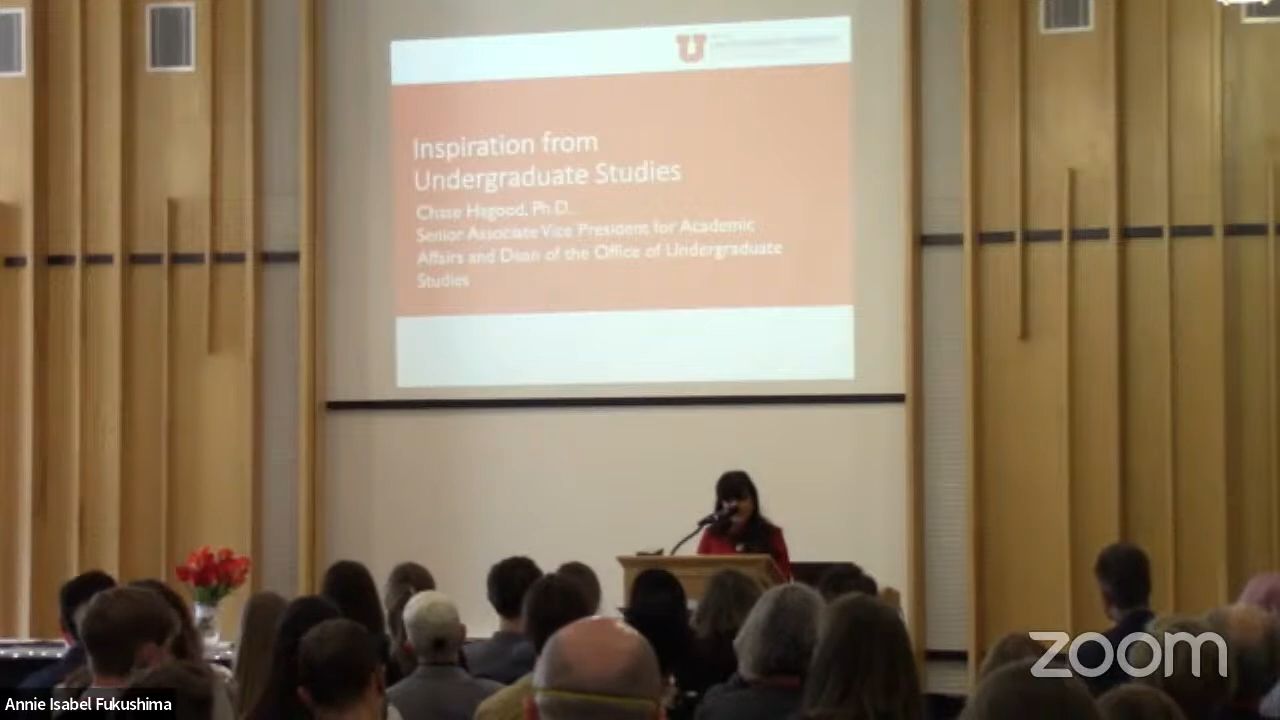 U
Inspiration from
Undergraduate Studies
Chase Hagood, Ph.D.,
Senior Associate Vice President for Academic
Affairs and Dean of the Office of Undergraduate
Studies
zoom
Annie Isabel Fukushima